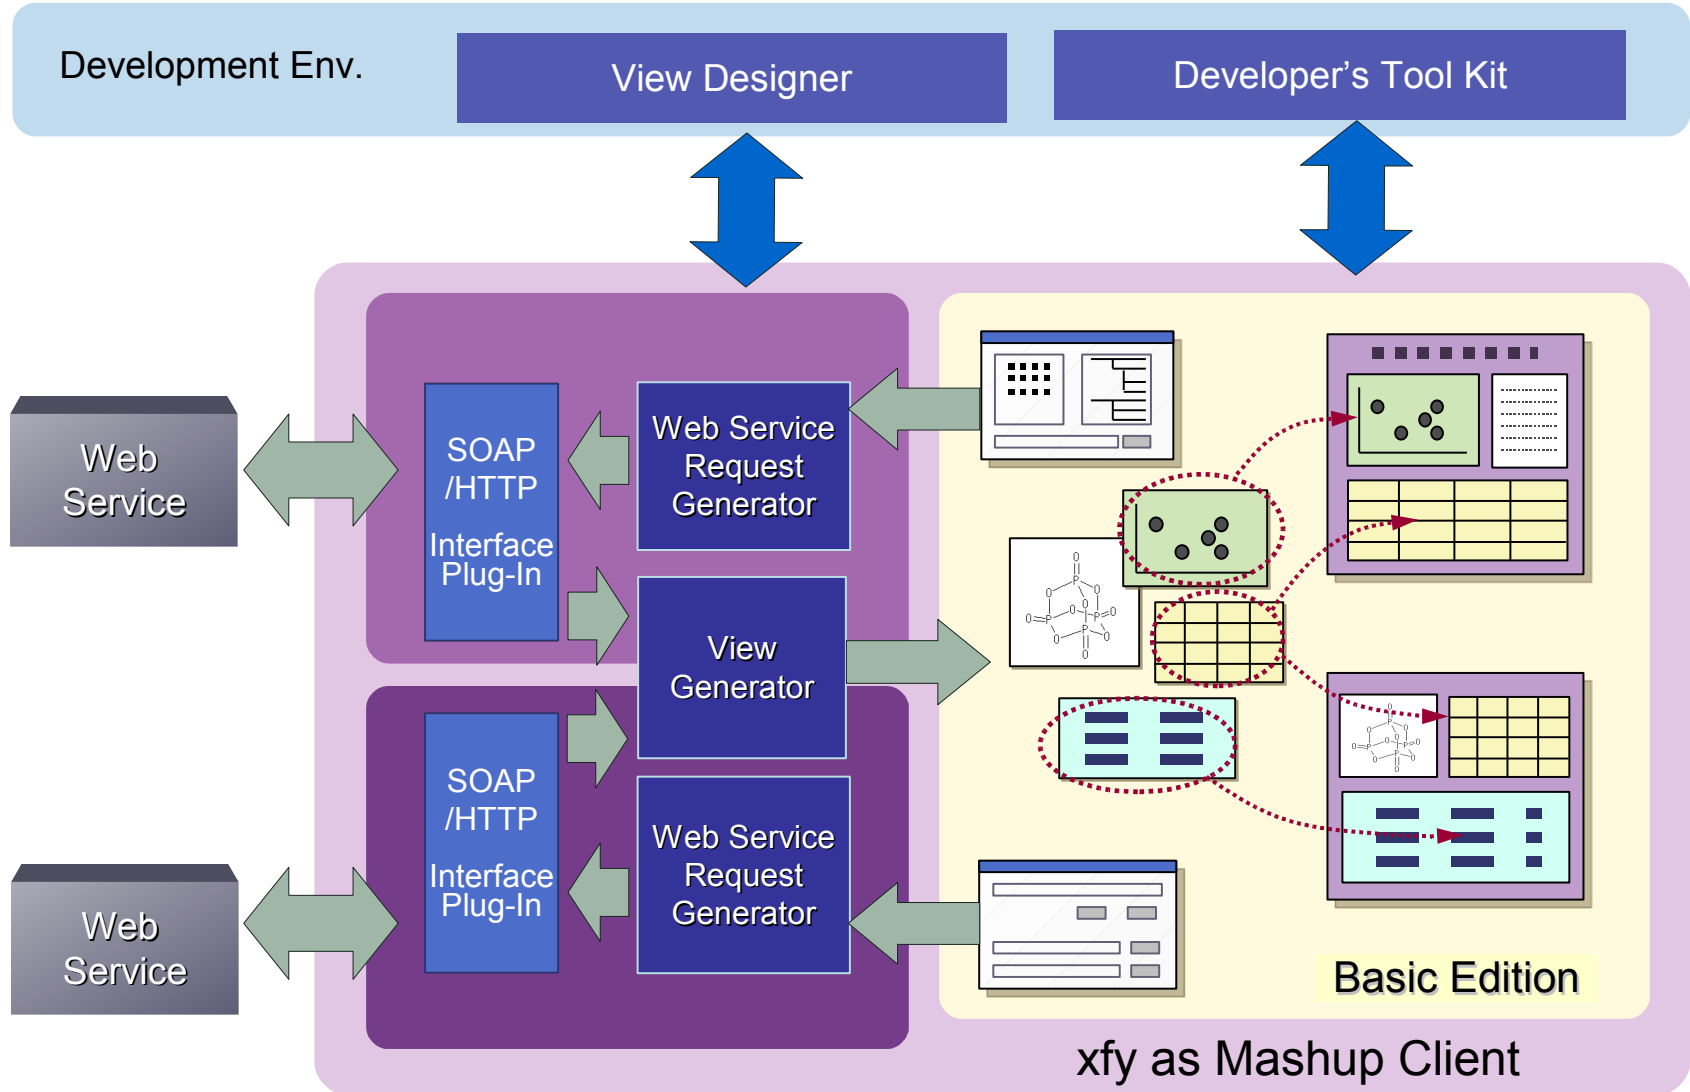 Development Env.
View Designer
Developer's Tool Kit
Web
Service
SOAP
/HTTP
Interface
Plug-In
Web Service
Request
Generator
View
Generator
SOAP
/HTTP
Interface
Plug-In
Web Service
Request
Generator
Web
Service
O
P
O
O
O
O
O=P
P
P=O
O
O
P
O
O
P
O
O
O
O
O=P
P
P=O
O
O
P
O
Basic Edition
xfy as Mashup Client